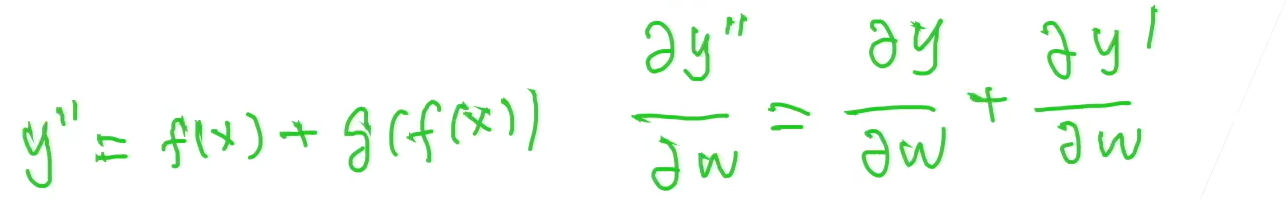 y'' = f(x) + g(f(x)) ∂y''/∂w = ∂y/∂w + ∂y'/∂w